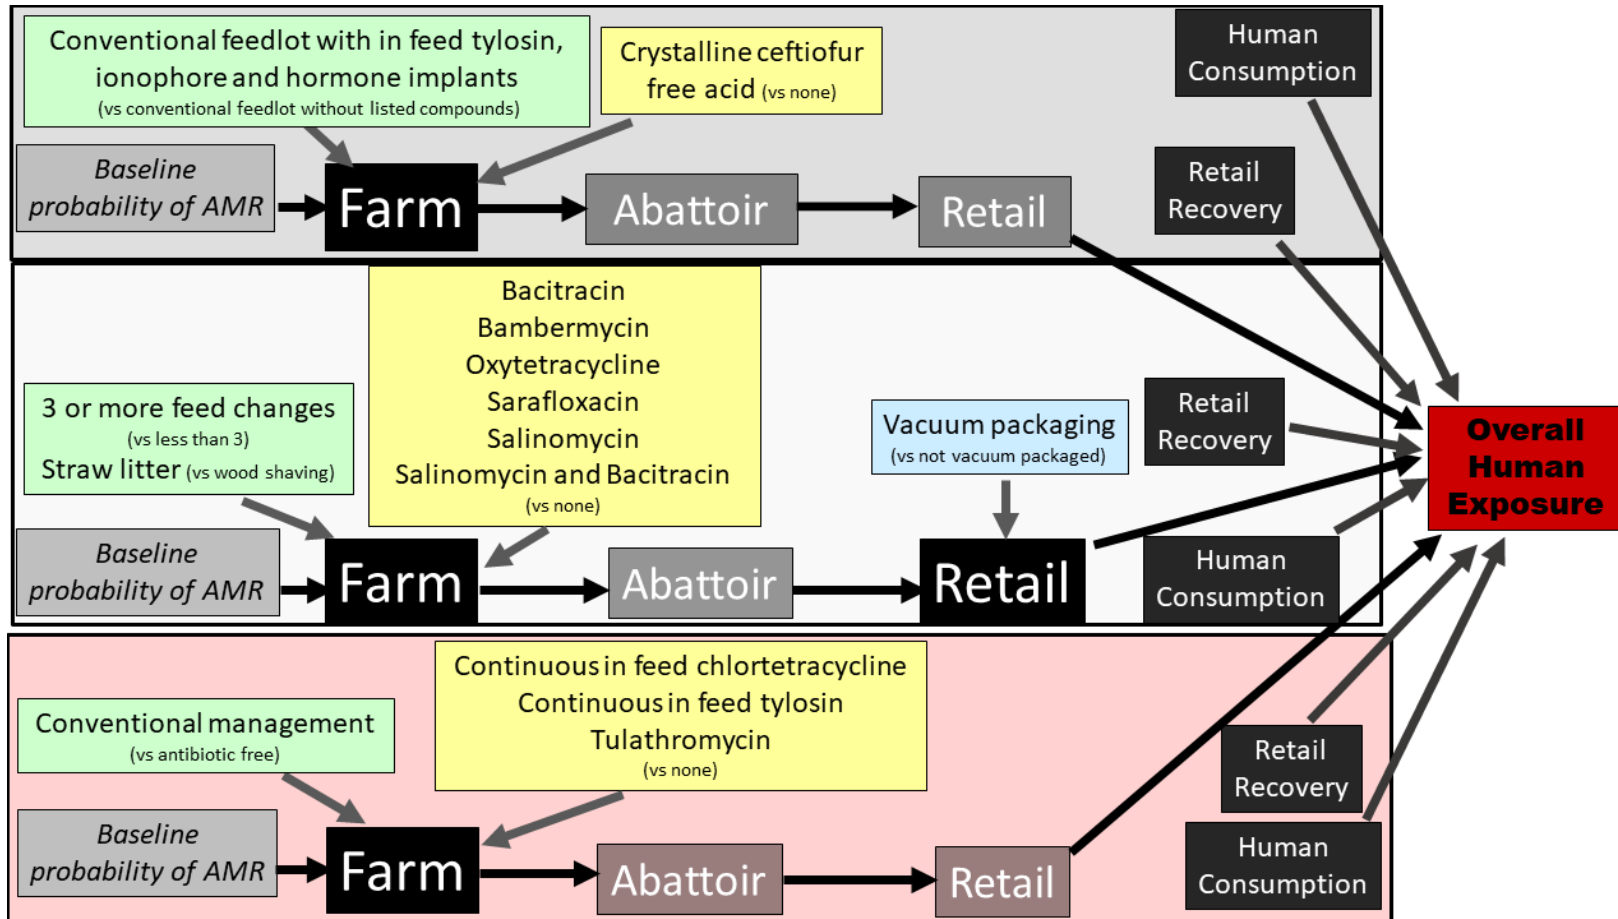 Conventional feedlot with in feed tylosin,
ionophore and hormone implants
(vs conventional feedlot without listed compounds)
Crystalline ceftiofur
free acid (vs none)
Human
Consumption
Baseline
probability of AMR
Farm
Abattoir
Retail
Retail
Recovery
Bacitracin
Bambermycin
Oxytetracycline
Sarafloxacin
Salinomycin
Salinomycin and Bacitracin
(vs none)
3 or more feed changes
(vs less than 3)
Straw litter (vs wood shaving)
Vacuum packaging
(vs not vacuum packaged)
Retail
Recovery
Baseline
probability of AMR
Farm
Abattoir
Retail
Human
Consumption
Overall
Human
Exposure
Continuous in feed chlortetracycline
Continuous in feed tylosin
Tulathromycin
(vs none)
Conventional management
(vs antibiotic free)
Baseline
probability of AMR
Farm
Abattoir
Retail
Retail
Recovery
Human
Consumption